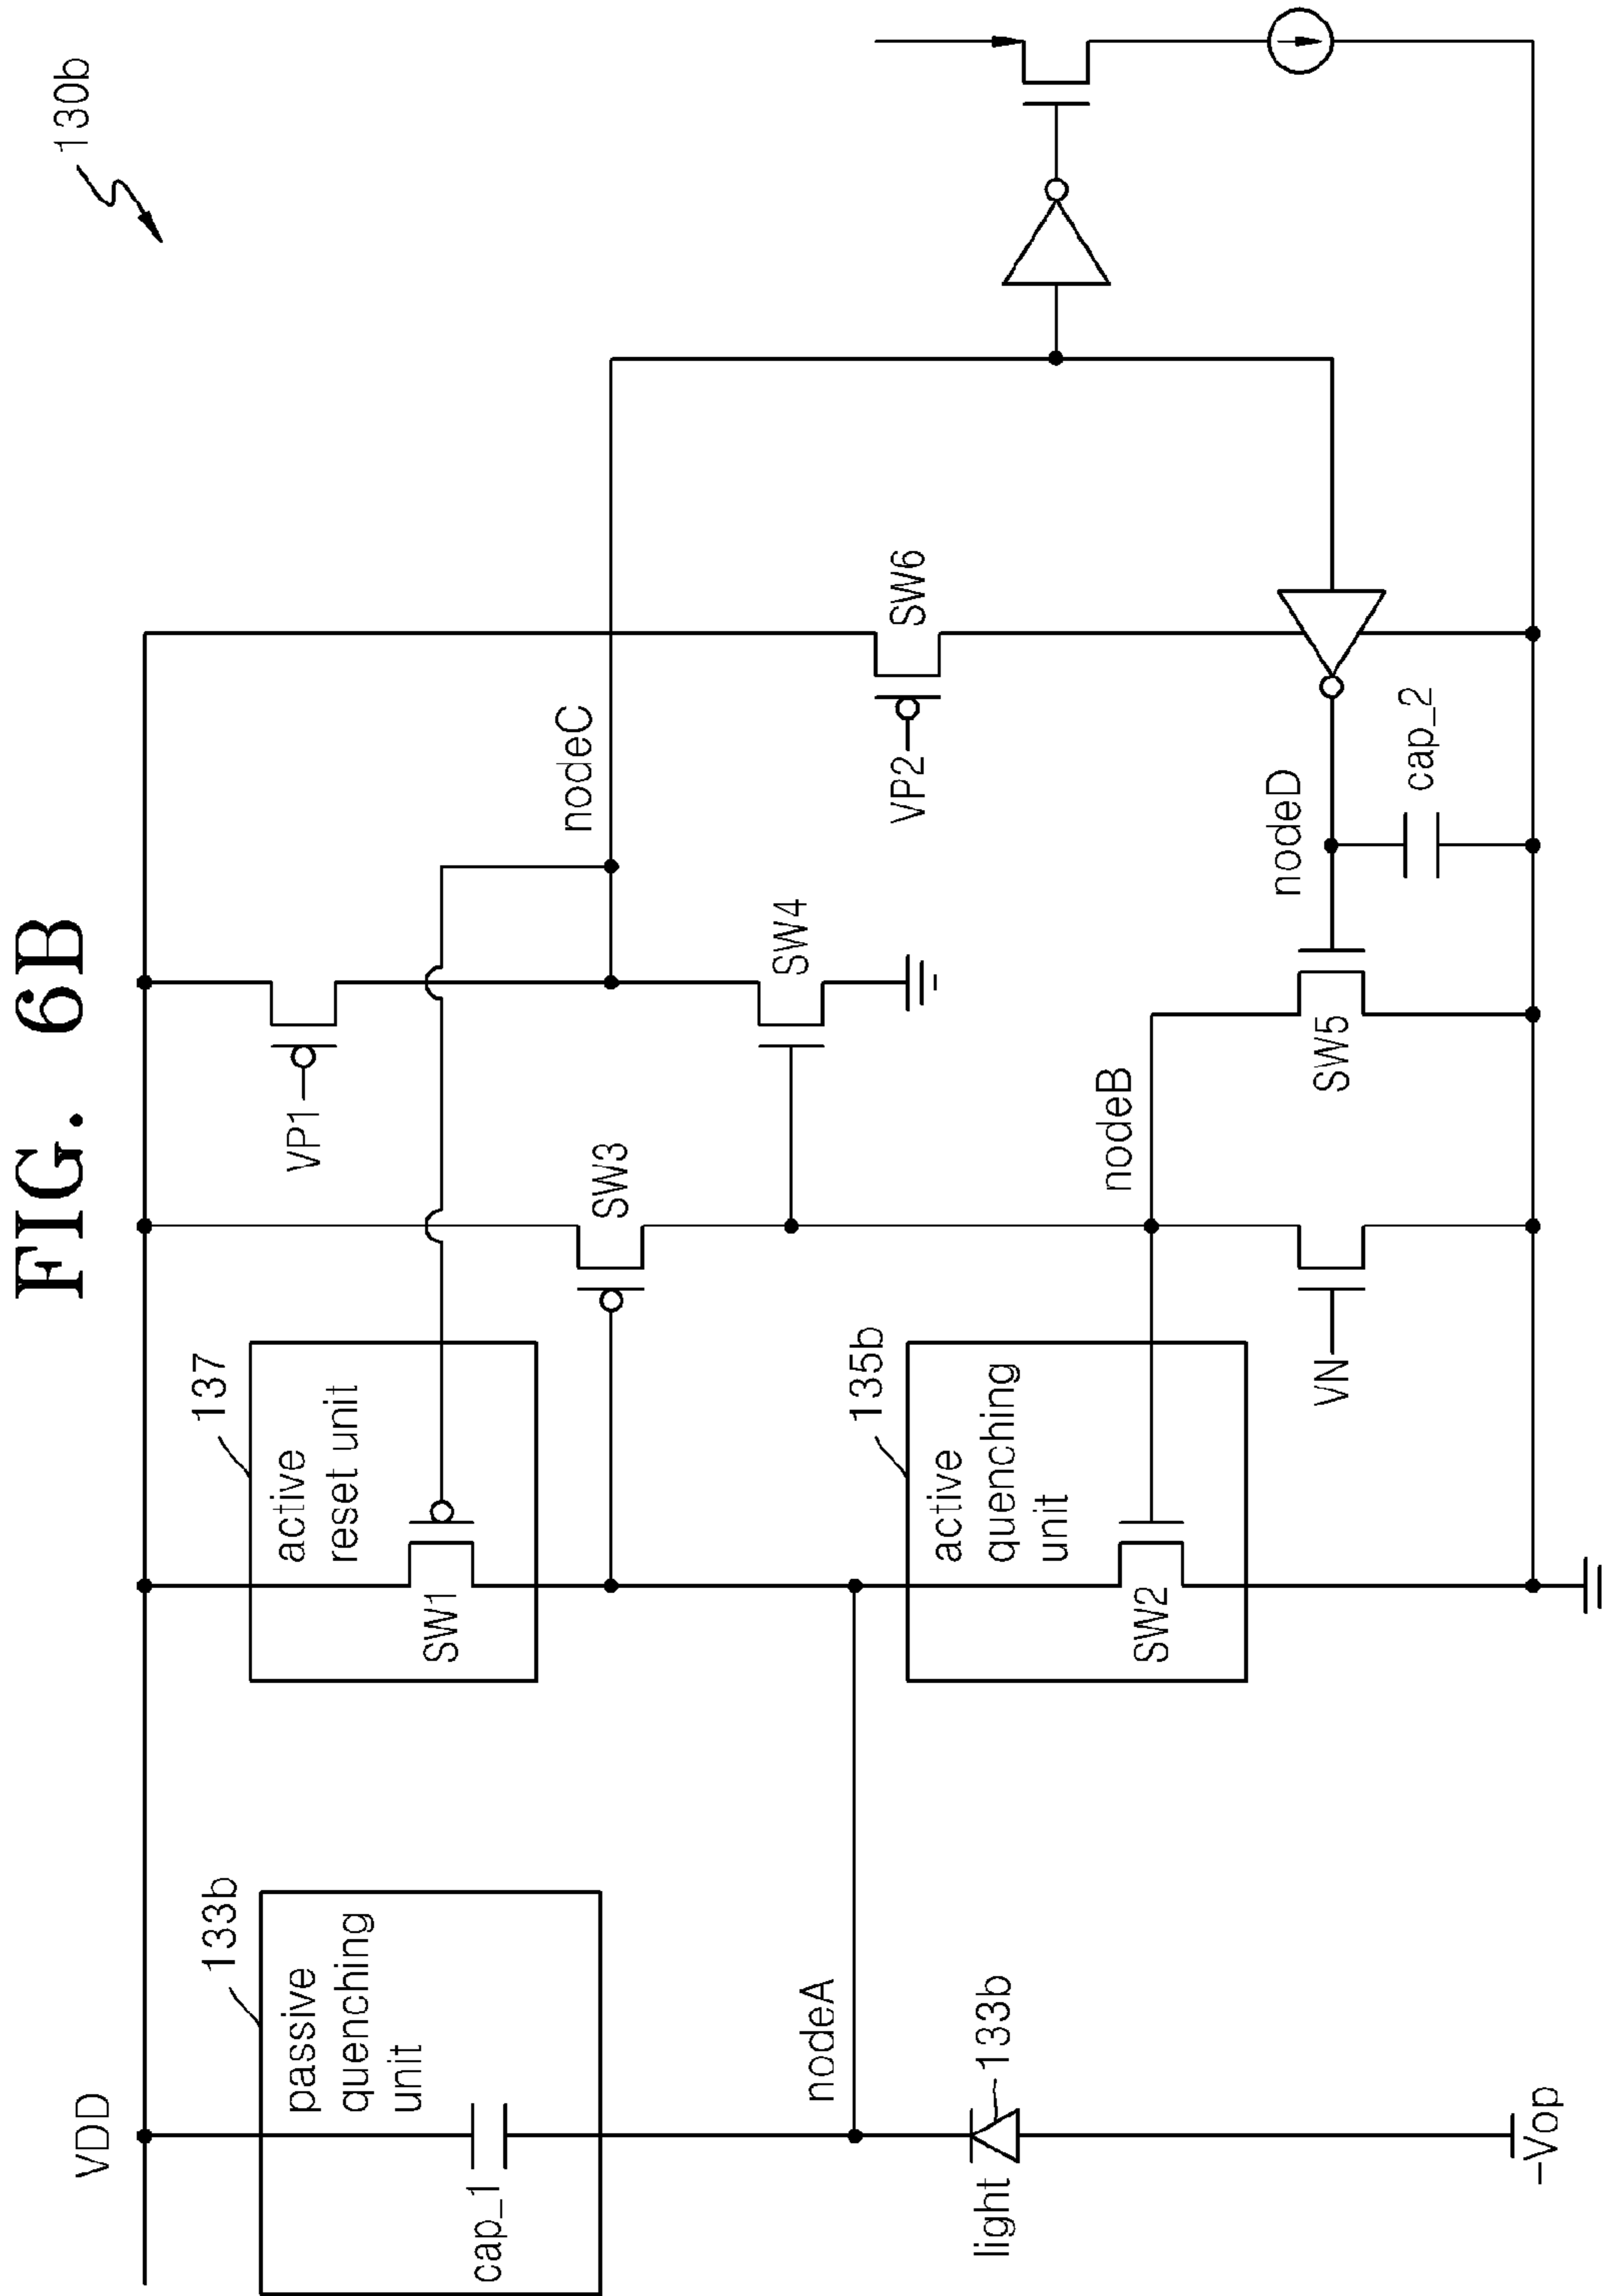 FIG. 6B
130b
VDD
133b
passive
quenching
unit
cap_1
137
active
reset unit
SW1
VP1
nodeC
SW3
SW4
SW6
VP2
nodeA
135b
active
quenching
unit
SW2
nodeB
nodeD
light
133b
VN
SW5
cap_2
-Vop